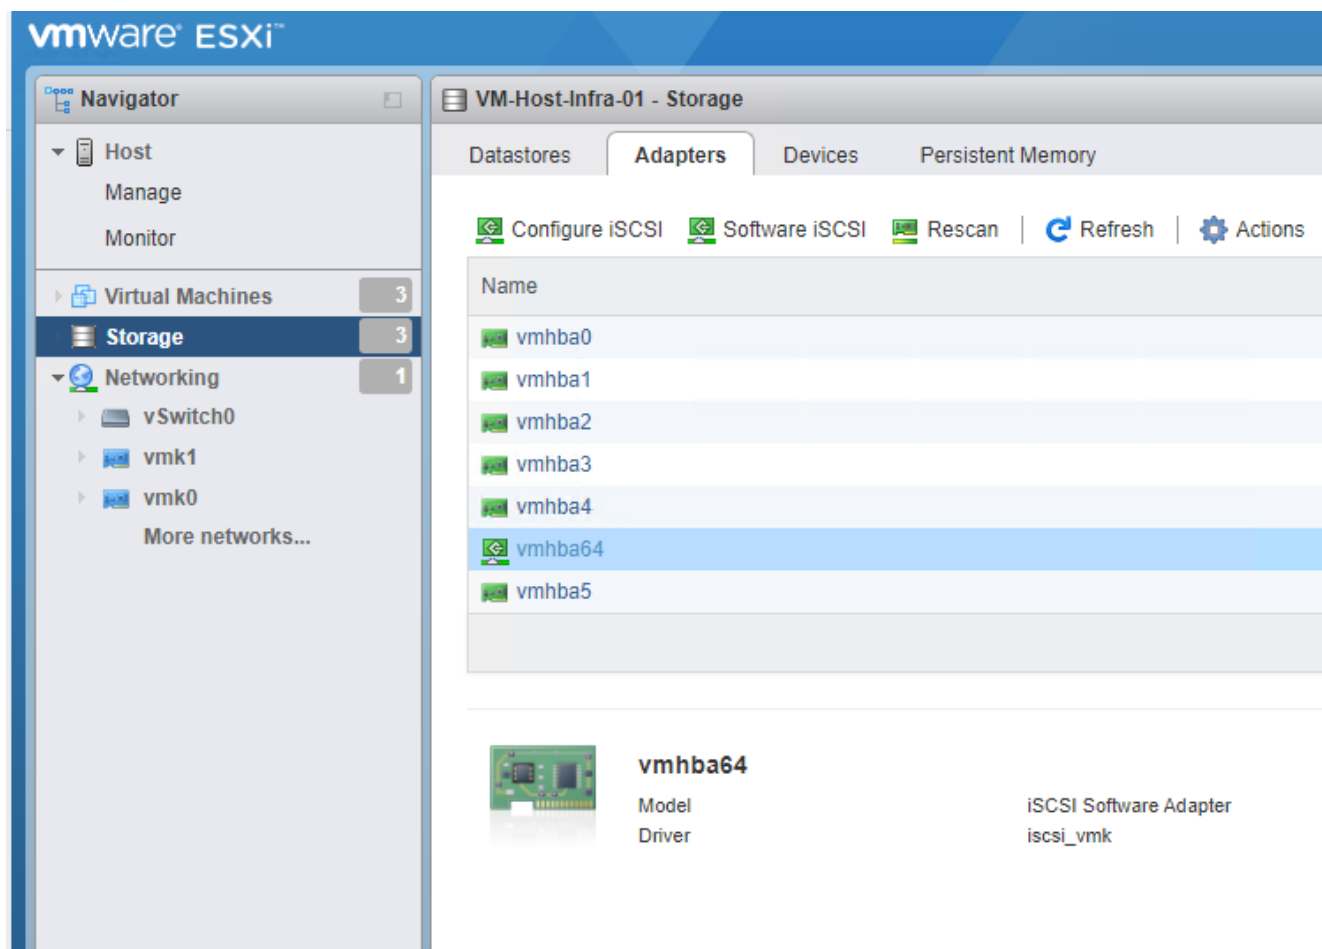 vmware® ESXi™
Navigator
Host
Manage
Monitor
Virtual Machines 3
Storage 3
Networking 1
vSwitch0
vmk1
vmk0
More networks...
VM-Host-Infra-01 - Storage
Datastores Adapters Devices Persistent Memory
Configure iSCSI Software iSCSI Rescan Refresh Actions
Name
vmhba0
vmhba1
vmhba2
vmhba3
vmhba4
vmhba64
vmhba5
vmhba64
Model iSCSI Software Adapter
Driver iscsi_vmk